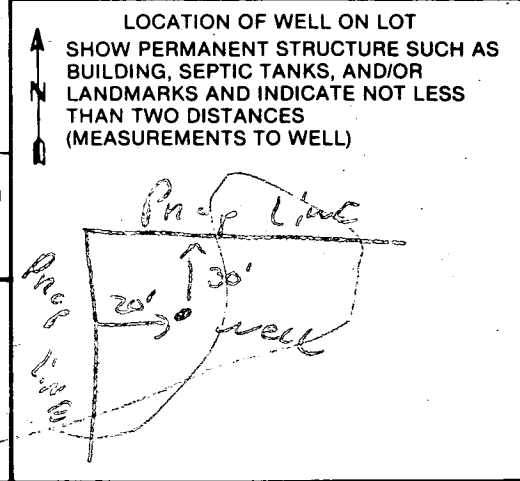 LOCATION OF WELL ON LOT
SHOW PERMANENT STRUCTURE SUCH AS
BUILDING, SEPTIC TANKS, AND/OR
N LANDMARKS AND INDICATE NOT LESS
THAN TWO DISTANCES
(MEASUREMENTS TO WELL)
Prop Line
Prop Line
30'
20'
well